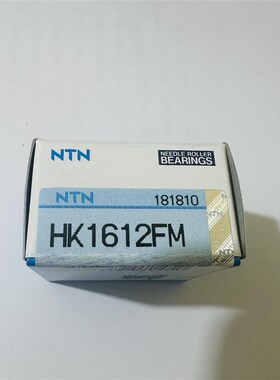 NTN
NEEDLE ROLLER
BEARINGS
NTN 181810
HK1612FM